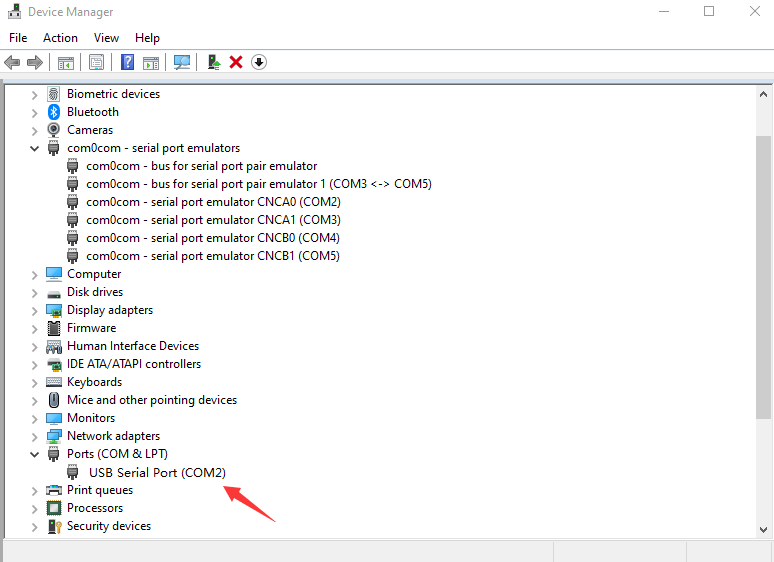 Device Manager
File Action View Help
Biometric devices
Bluetooth
Cameras
com0com - serial port emulators
com0com - bus for serial port pair emulator
com0com - bus for serial port pair emulator 1 (COM3 <-> COM5)
com0com - serial port emulator CNCA0 (COM2)
com0com - serial port emulator CNCA1 (COM3)
com0com - serial port emulator CNCB0 (COM4)
com0com - serial port emulator CNCB1 (COM5)
Computer
Disk drives
Display adapters
Firmware
Human Interface Devices
IDE ATA/ATAPI controllers
Keyboards
Mice and other pointing devices
Monitors
Network adapters
Ports (COM & LPT)
USB Serial Port (COM2)
Print queues
Processors
Security devices